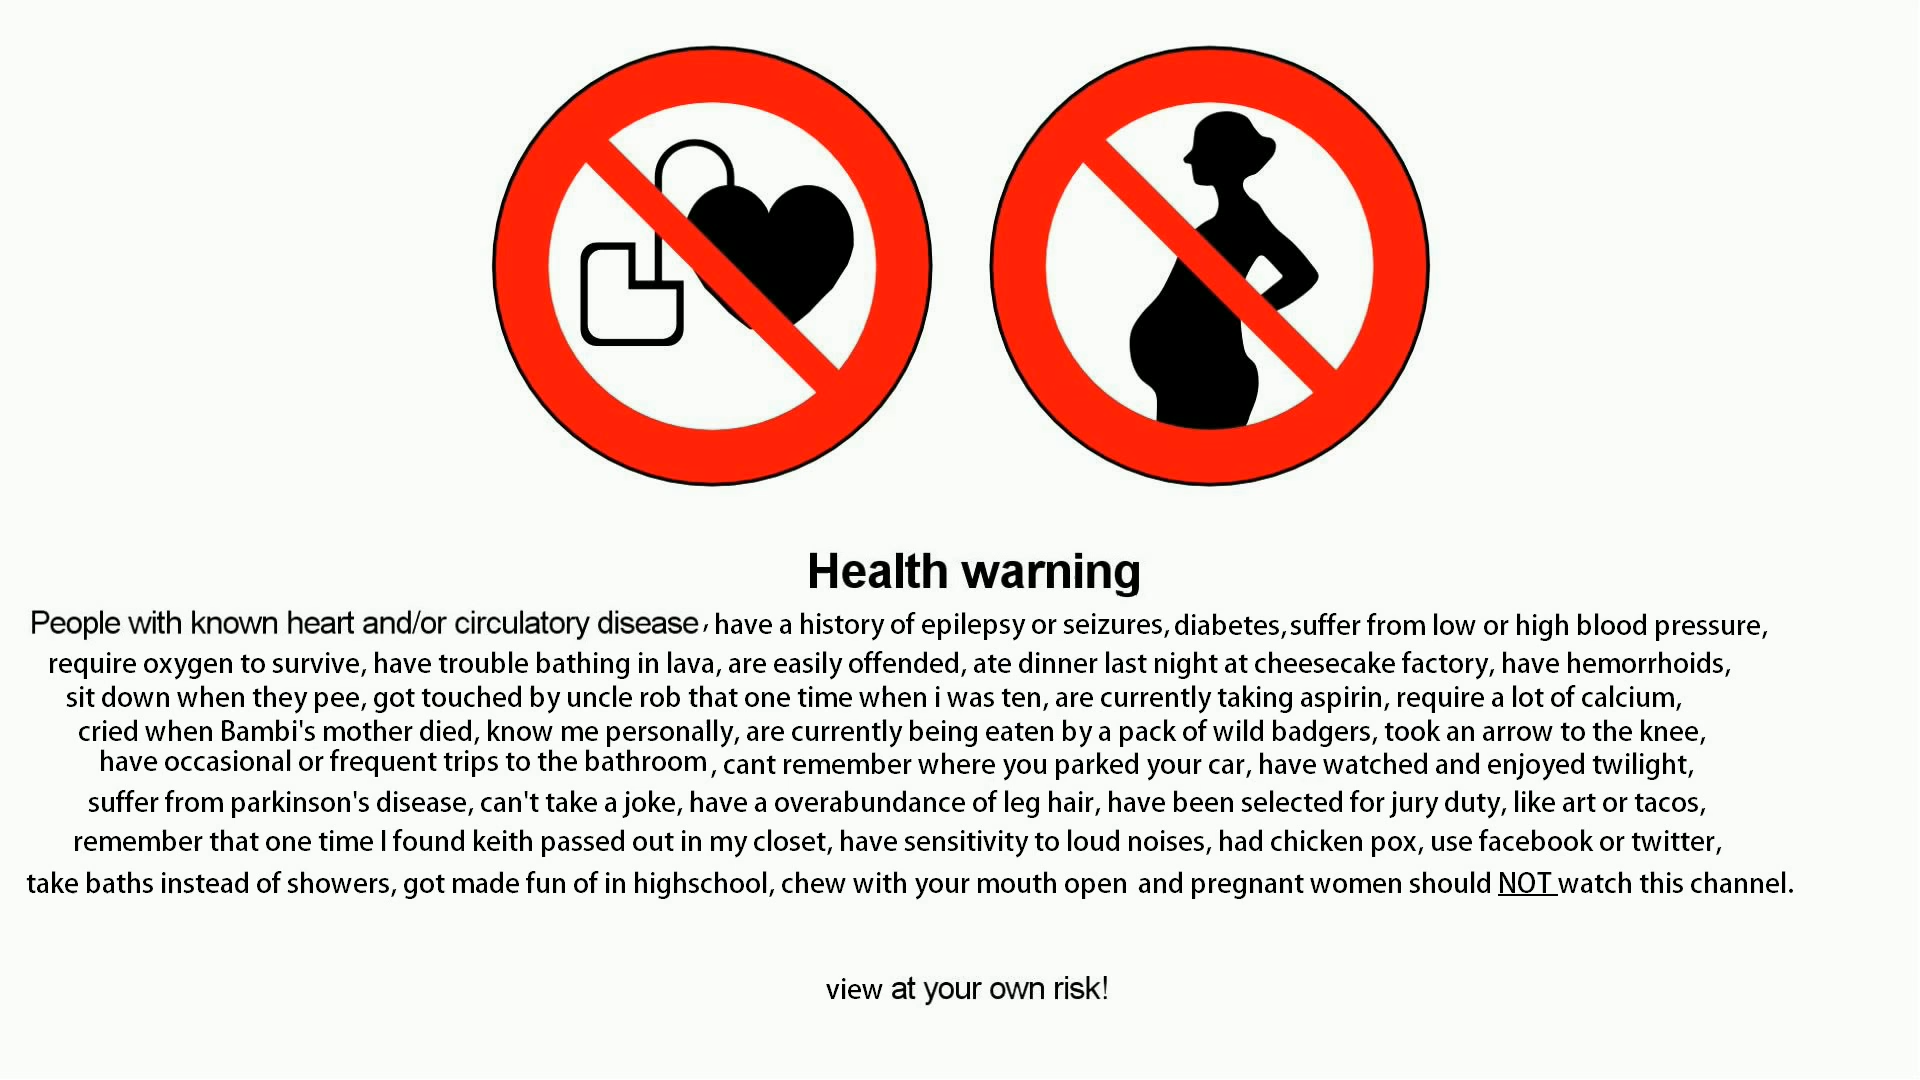 Health warning
People with known heart and/or circulatory disease, have a history of epilepsy or seizures, diabetes, suffer from low or high blood pressure,
require oxygen to survive, have trouble bathing in lava, are easily offended, ate dinner last night at cheesecake factory, have hemorrhoids,
sit down when they pee, got touched by uncle rob that one time when i was ten, are currently taking aspirin, require a lot of calcium,
cried when Bambi's mother died, know me personally, are currently being eaten by a pack of wild badgers, took an arrow to the knee,
have occasional or frequent trips to the bathroom, cant remember where you parked your car, have watched and enjoyed twilight,
suffer from parkinson's disease, can't take a joke, have a overabundance of leg hair, have been selected for jury duty, like art or tacos,
remember that one time I found keith passed out in my closet, have sensitivity to loud noises, had chicken pox, use facebook or twitter,
take baths instead of showers, got made fun of in highschool, chew with your mouth open and pregnant women should NOT watch this channel.
view at your own risk!